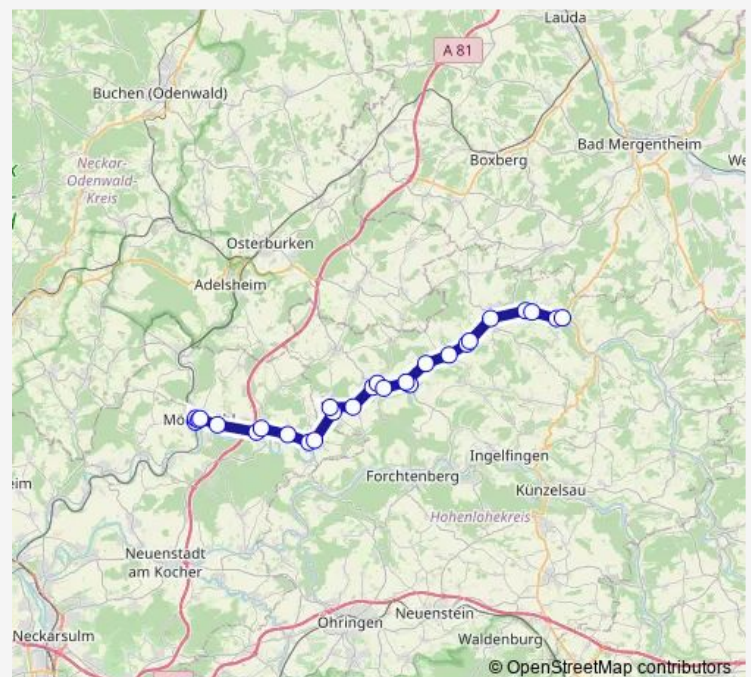 Lauda
A 81
Buchen (Odenwald)
Bad Mergentheim
Boxberg
We
Neckar-
Odenwald-
Kreis
Osterburken
Adelsheim
Mö
Ingelfingen
eim
Forchtenberg
Künzelsau
Hohenlohekreis
Neuenstadt
am Kocher
Neuenstein
Öhringen
Neckarsulm
Waldenburg
© OpenStreetMap contributors